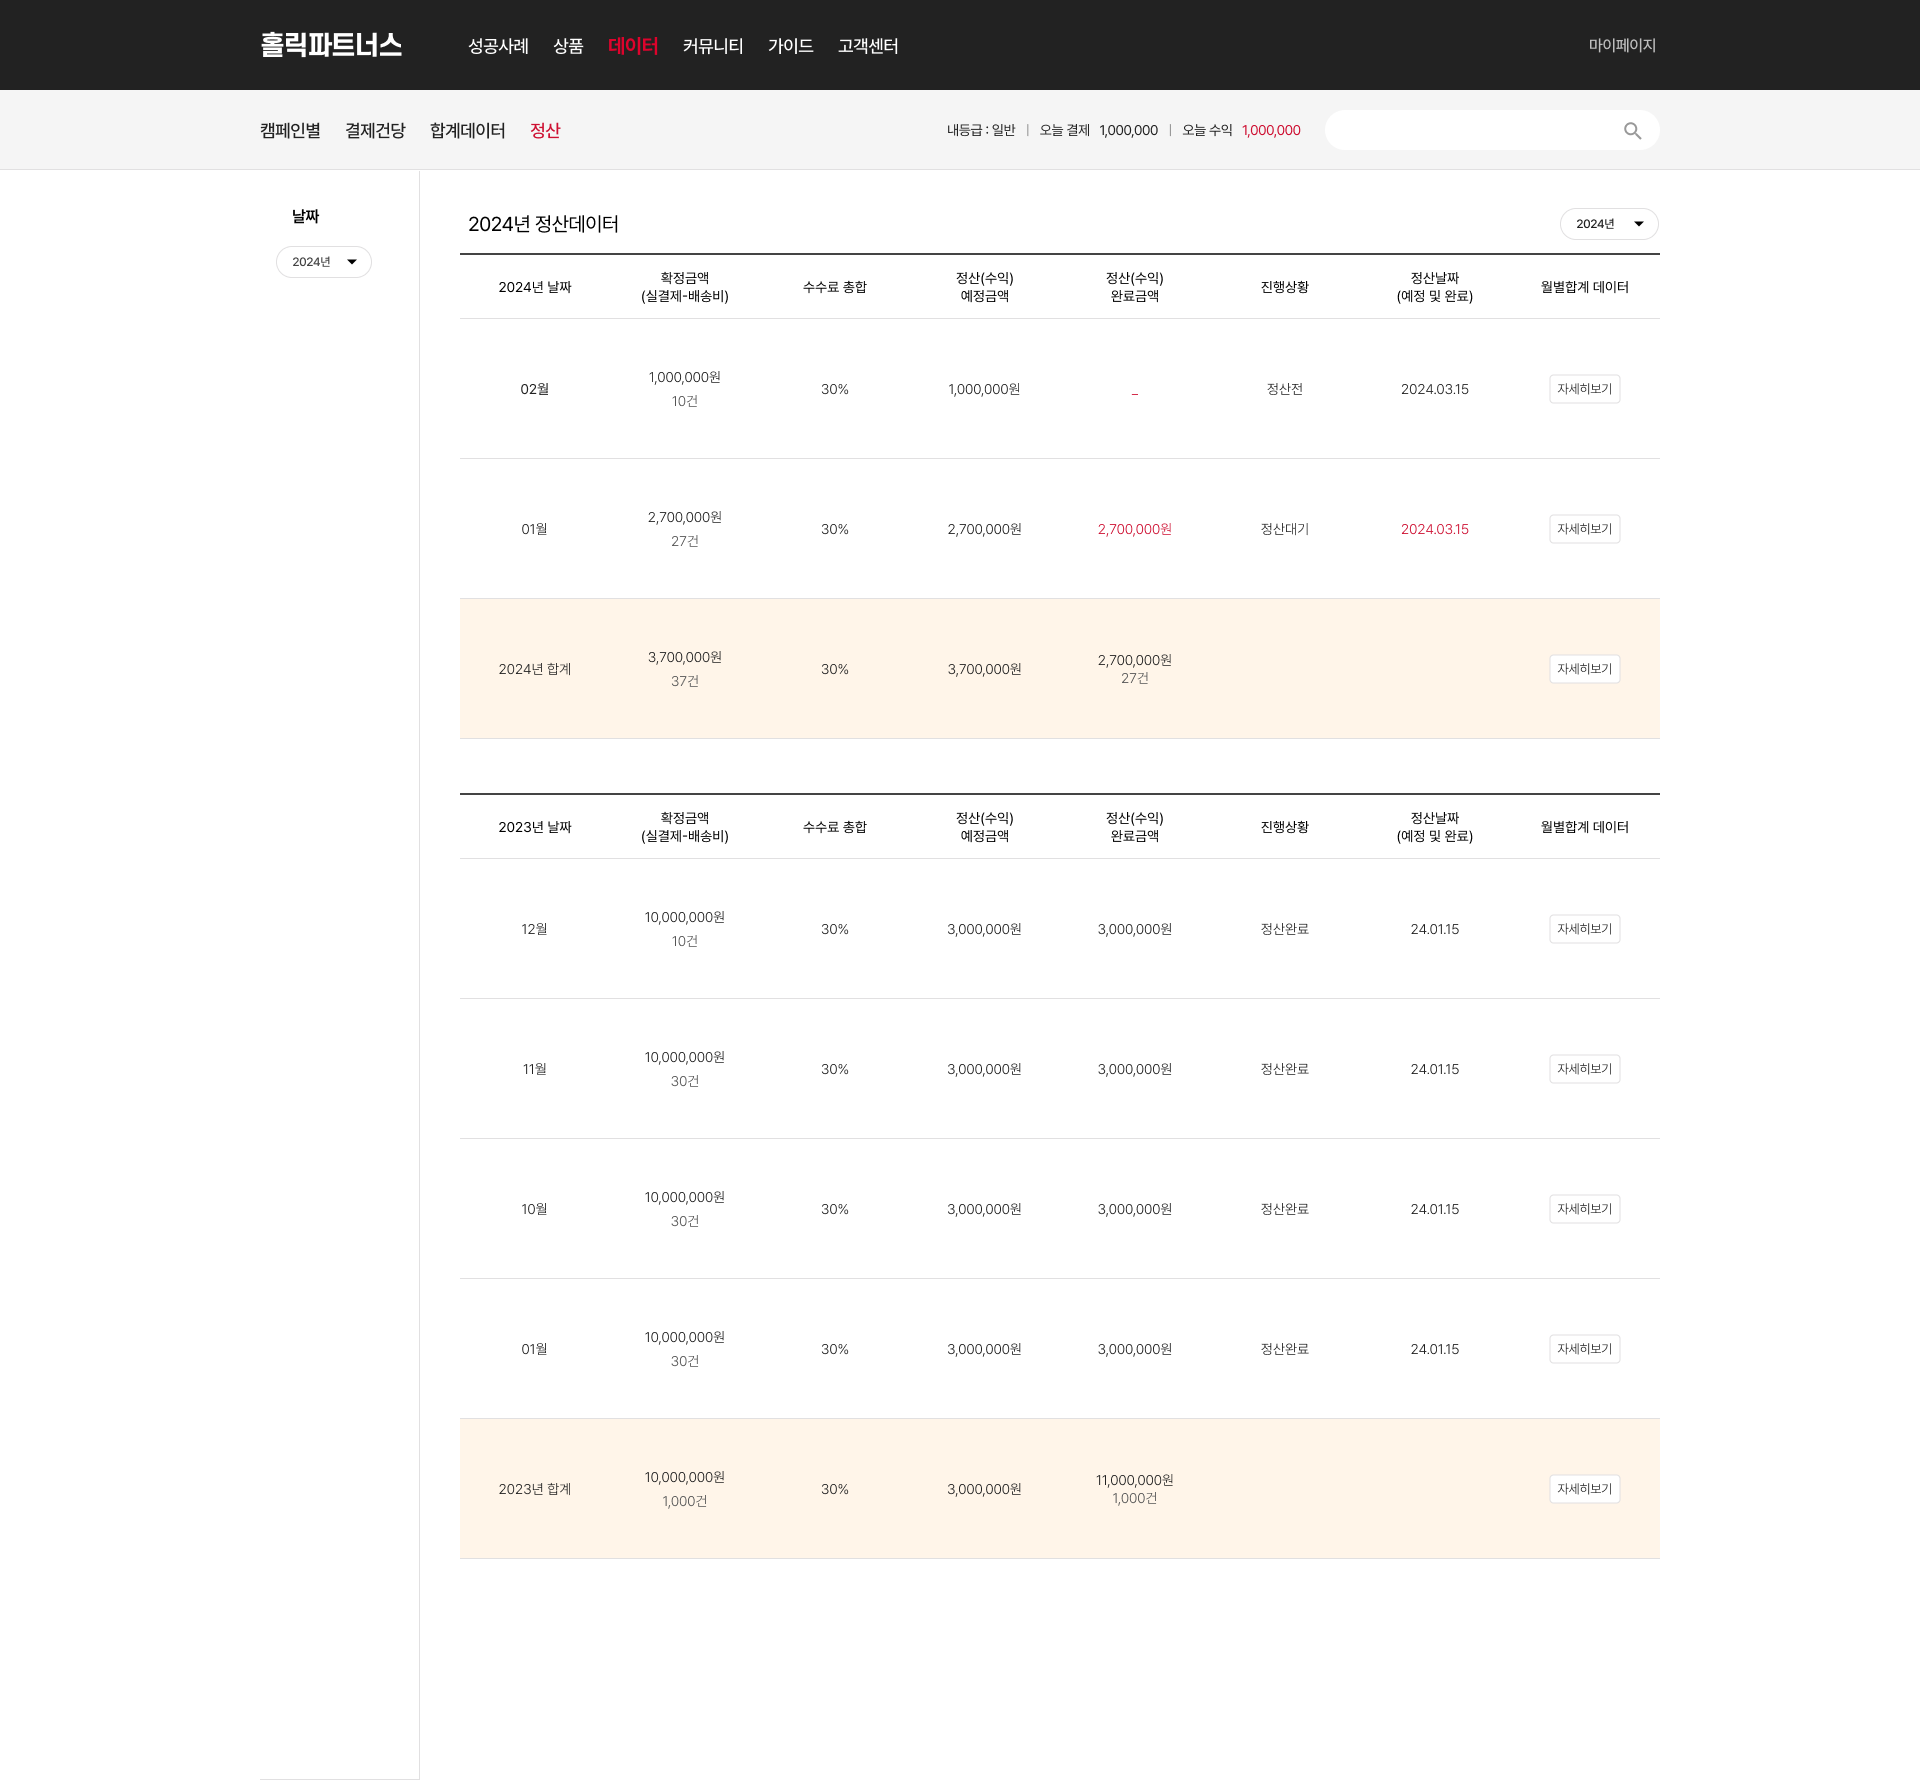 홀릭파트너스 성공사례 상품 데이터 커뮤니티 가이드 고객센터 마이페이지
캠페인별 결제건당 합계데이터 정산 내등급 : 일반 | 오늘 결제 1,000,000 | 오늘 수익 1,000,000
날짜
2024년
2024년 정산데이터 2024년
2024년 날짜 확정금액 (실결제-배송비) 수수료 총합 정산(수익) 예정금액 정산(수익) 완료금액 진행상황 정산날짜 (예정 및 완료) 월별합계 데이터
02월 1,000,000원 10건 30% 1,000,000원 _ 정산전 2024.03.15 자세히보기
01월 2,700,000원 27건 30% 2,700,000원 2,700,000원 정산대기 2024.03.15 자세히보기
2024년 합계 3,700,000원 37건 30% 3,700,000원 2,700,000원 27건 자세히보기
2023년 날짜 확정금액 (실결제-배송비) 수수료 총합 정산(수익) 예정금액 정산(수익) 완료금액 진행상황 정산날짜 (예정 및 완료) 월별합계 데이터
12월 10,000,000원 10건 30% 3,000,000원 3,000,000원 정산완료 24.01.15 자세히보기
11월 10,000,000원 30건 30% 3,000,000원 3,000,000원 정산완료 24.01.15 자세히보기
10월 10,000,000원 30건 30% 3,000,000원 3,000,000원 정산완료 24.01.15 자세히보기
01월 10,000,000원 30건 30% 3,000,000원 3,000,000원 정산완료 24.01.15 자세히보기
2023년 합계 10,000,000원 1,000건 30% 3,000,000원 11,000,000원 1,000건 자세히보기